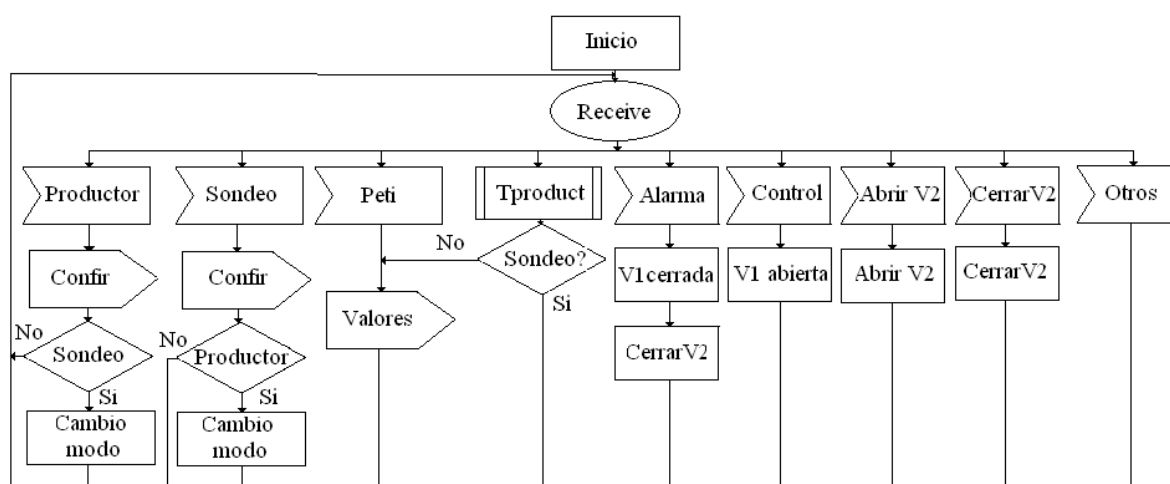 Inicio
Receive
Productor
Sondeo
Peti
Tproduct
Alarma
Control
Abrir V2
CerrarV2
Otros
Confir
Confir
No
Sondeo?
Si
V1cerrada
V1 abierta
Abrir V2
CerrarV2
Valores
No
Sondeo
Si
No
Productor
Si
CerrarV2
Cambio
modo
Cambio
modo